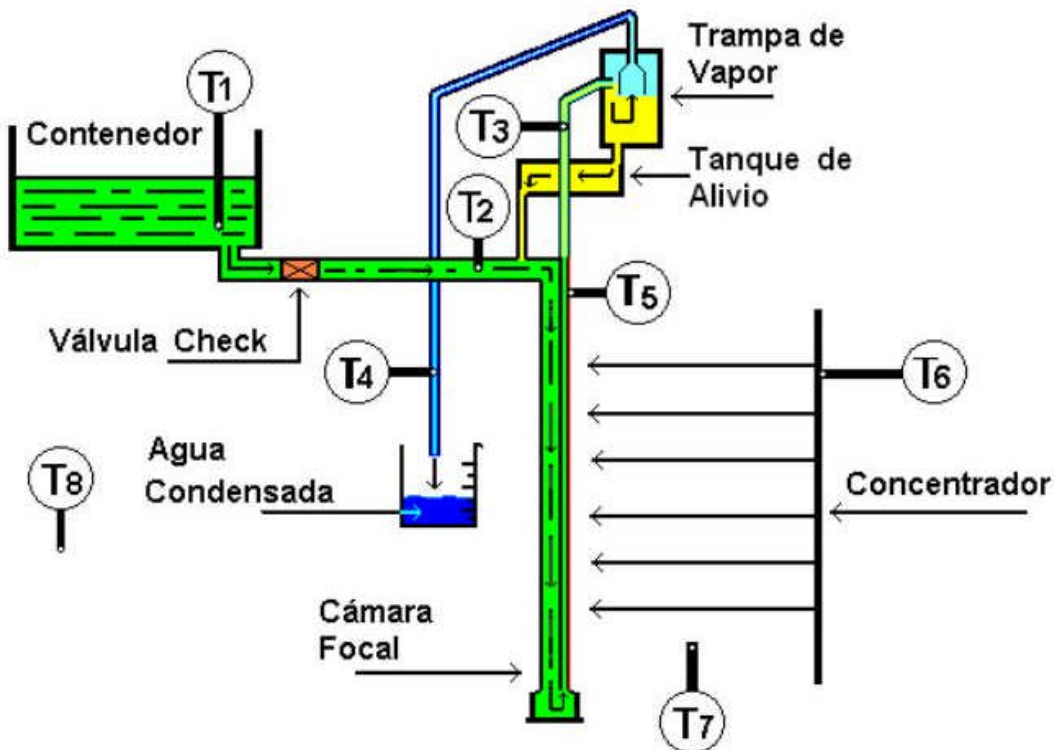 Trampa de
Vapor
T1
Contenedor
T3
Tanque de
Alivio
T2
T5
Válvula Check
T4
T6
Agua
Condensada
T8
Concentrador
Cámara
Focal
T7